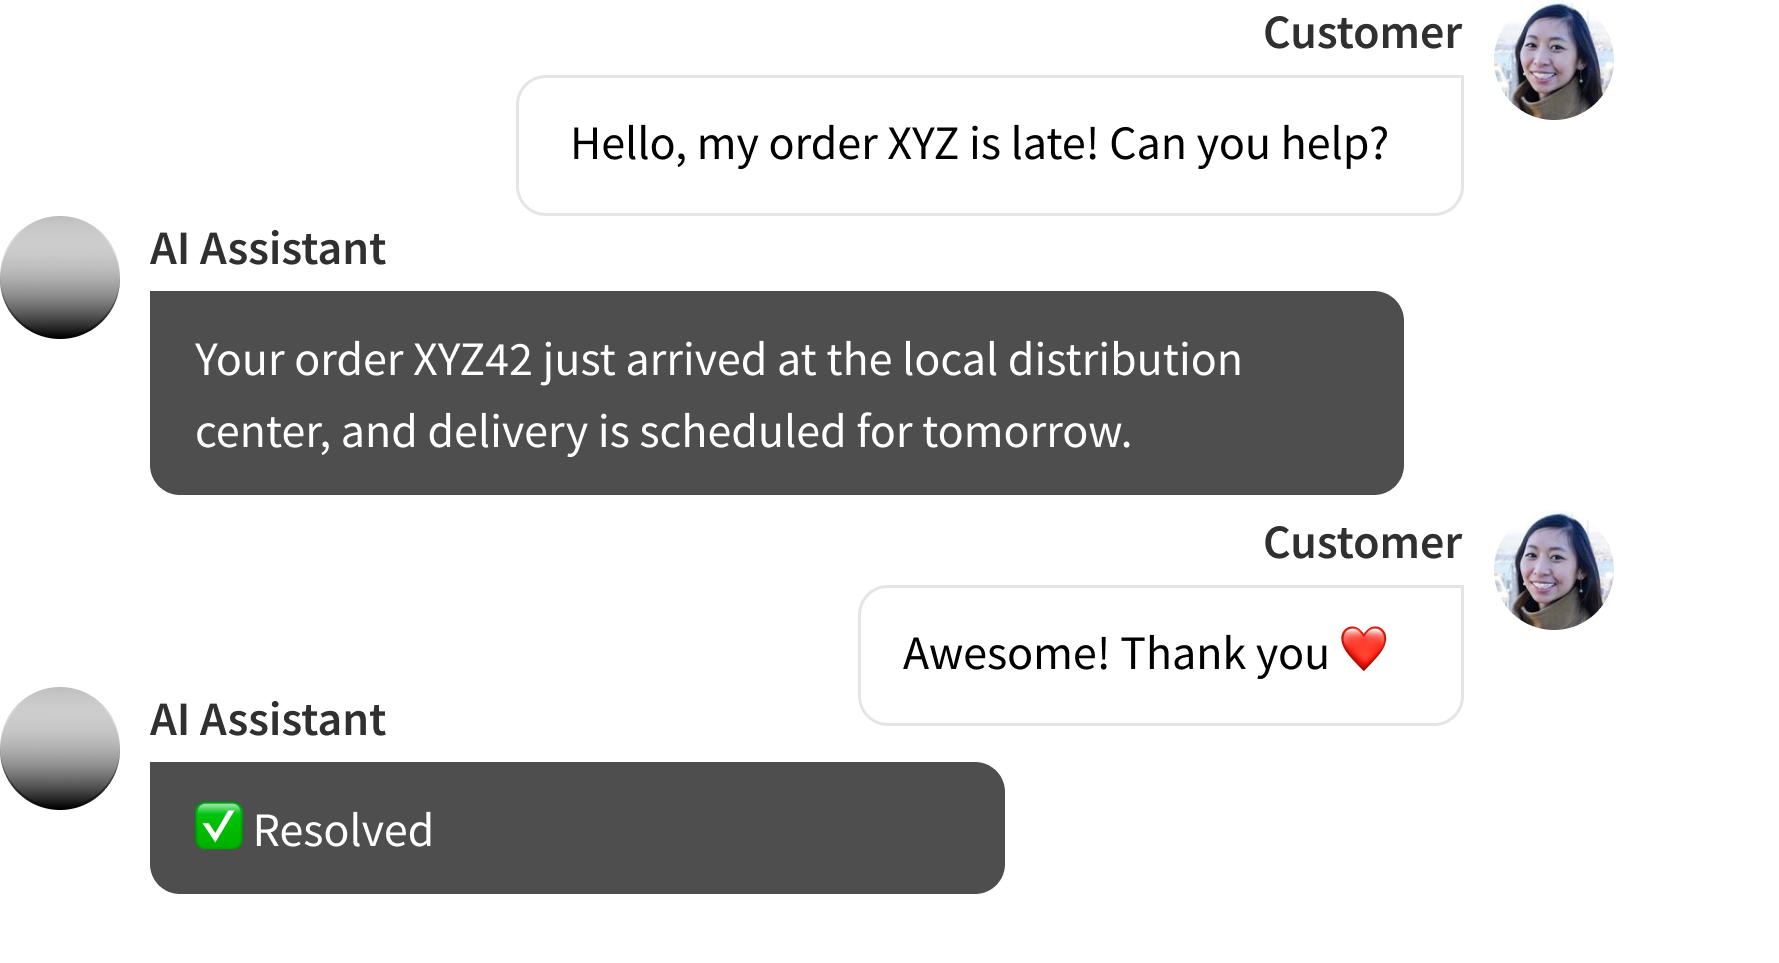 Customer
Hello, my order XYZ is late! Can you help?
AI Assistant
Your order XYZ42 just arrived at the local distribution
center, and delivery is scheduled for tomorrow.
Customer
Awesome! Thank you ❤️
AI Assistant
✅ Resolved